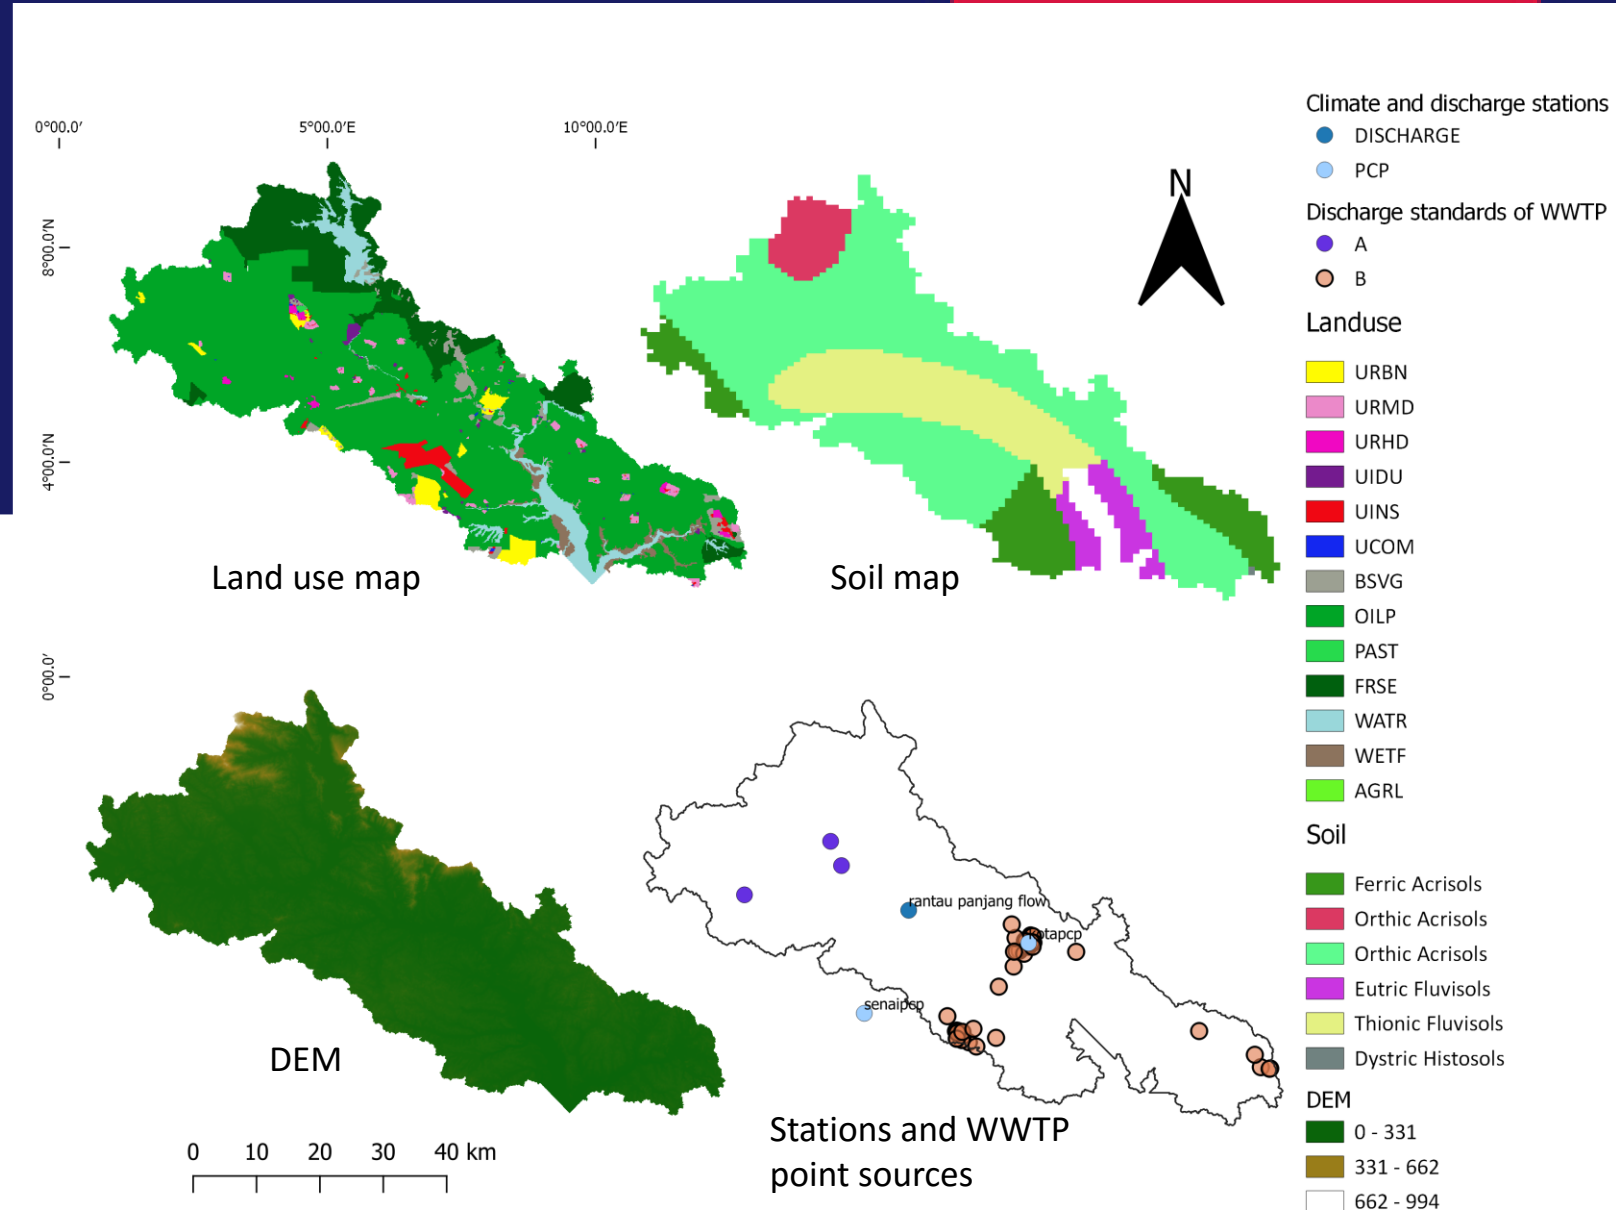 0°00.0'
5°00.0'E
10°00.0'E
8°00.0'N
4°00.0'N
0°00.0'
Land use map
Soil map
N
DEM
0 10 20 30 40 km
rantau panjang flow
kotapcp
senaipcp
Stations and WWTP
point sources
Climate and discharge stations
DISCHARGE
PCP
Discharge standards of WWTP
A
B
Landuse
URBN
URMD
URHD
UIDU
UINS
UCOM
BSVG
OILP
PAST
FRSE
WATR
WETF
AGRL
Soil
Ferric Acrisols
Orthic Acrisols
Orthic Acrisols
Eutric Fluvisols
Thionic Fluvisols
Dystric Histosols
DEM
0 - 331
331 - 662
662 - 994